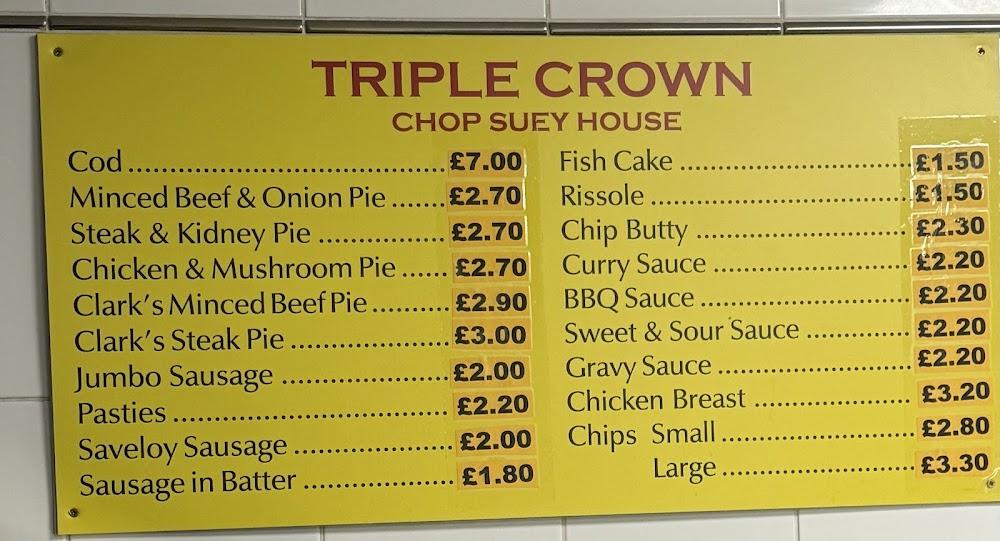 TRIPLE CROWN
CHOP SUEY HOUSE
Cod .................................... £7.00
Minced Beef & Onion Pie ....... £2.70
Steak & Kidney Pie ................ £2.70
Chicken & Mushroom Pie ...... £2.70
Clark's Minced Beef Pie .......... £2.90
Clark's Steak Pie .................... £3.00
Jumbo Sausage ..................... £2.00
Pasties ................................... £2.20
Saveloy Sausage .................... £2.00
Sausage in Batter ................... £1.80
Fish Cake .............................. £1.50
Rissole .................................. £1.50
Chip Butty ............................ £2.30
Curry Sauce .......................... £2.20
BBQ Sauce ........................... £2.20
Sweet & Sour Sauce ............. £2.20
Gravy Sauce ......................... £2.20
Chicken Breast .................... £3.20
Chips Small ......................... £2.80
Large .................................. £3.30